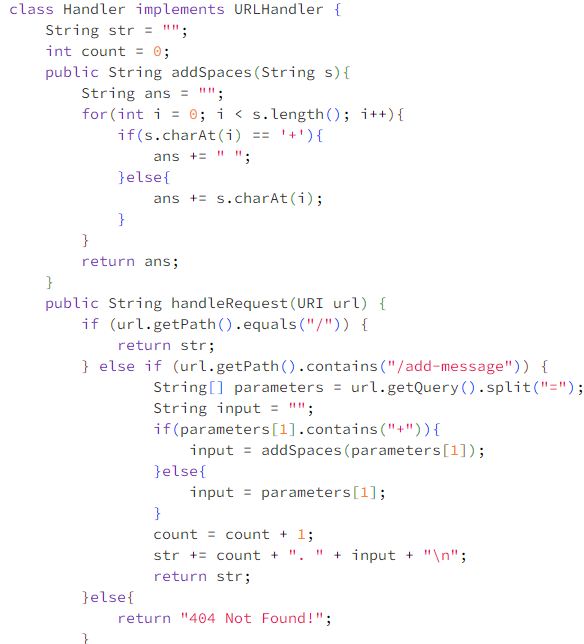 class Handler implements URLHandler {
    String str = "";
    int count = 0;
    public String addSpaces(String s){
        String ans = "";
        for(int i = 0; i < s.length(); i++){
            if(s.charAt(i) == '+'){
                ans += " ";
            }else{
                ans += s.charAt(i);
            }
        }
        return ans;
    }
    public String handleRequest(URI url) {
        if (url.getPath().equals("/")) {
            return str;
        } else if (url.getPath().contains("/add-message")) {
                String[] parameters = url.getQuery().split("=");
                String input = "";
                if(parameters[1].contains("+")){
                    input = addSpaces(parameters[1]);
                }else{
                    input = parameters[1];
                }
                count = count + 1;
                str += count + ". " + input + "\n";
                return str;
        }else{
            return "404 Not Found!";
        }